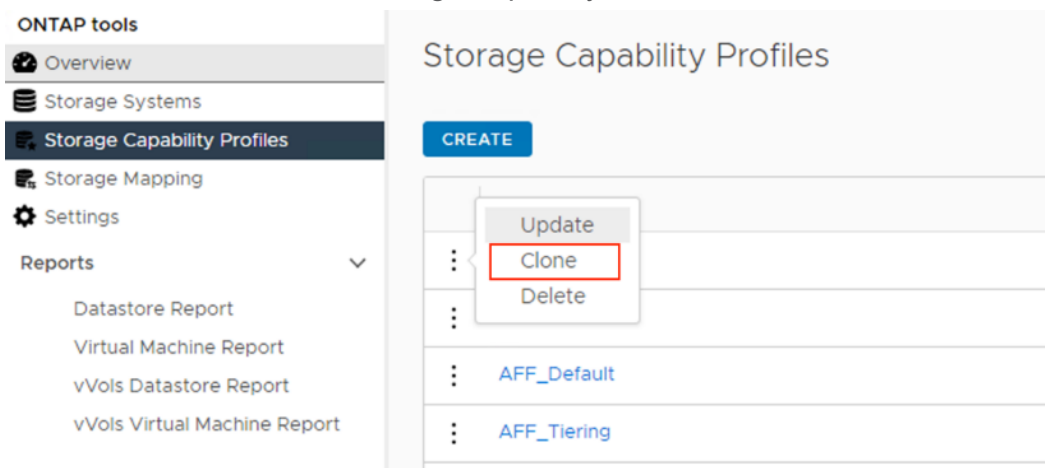 ONTAP tools
Overview
Storage Systems
Storage Capability Profiles
Storage Mapping
Settings
Reports
Datastore Report
Virtual Machine Report
vVols Datastore Report
vVols Virtual Machine Report
Storage Capability Profiles
CREATE
Update
Clone
Delete
AFF_Default
AFF_Tiering